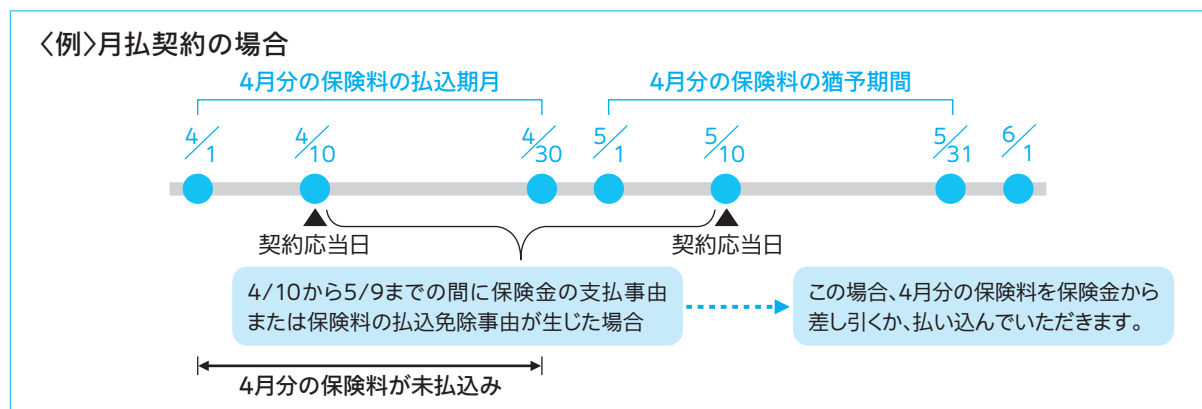 〈例〉月払契約の場合
4月分の保険料の払込期月
4月分の保険料の猶予期間
4/1 4/10 4/30 5/1 5/10 5/31 6/1
契約応当日 契約応当日
4/10から5/9までの間に保険金の支払事由
または保険料の払込免除事由が生じた場合
この場合、4月分の保険料を保険金から
差し引くか、払い込んでいただきます。
4月分の保険料が未払込み